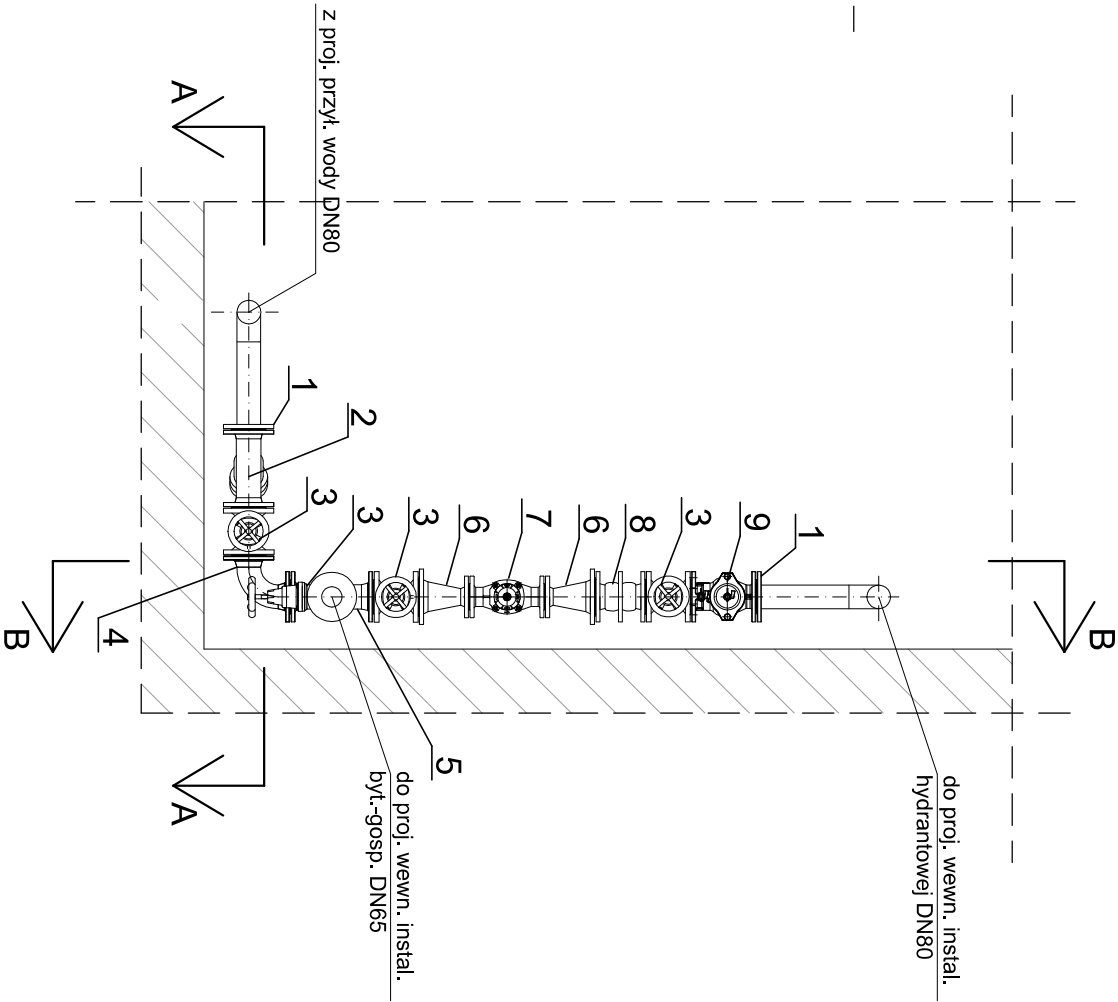 z proj. przył. wody DN80
A
1
2
3
3
3
6
7
6
8
3
9
1
4
5
B
B
A
do proj. wewn. instal.
byt.-gosp. DN65
do proj. wewn. instal.
hydrantowej DN80